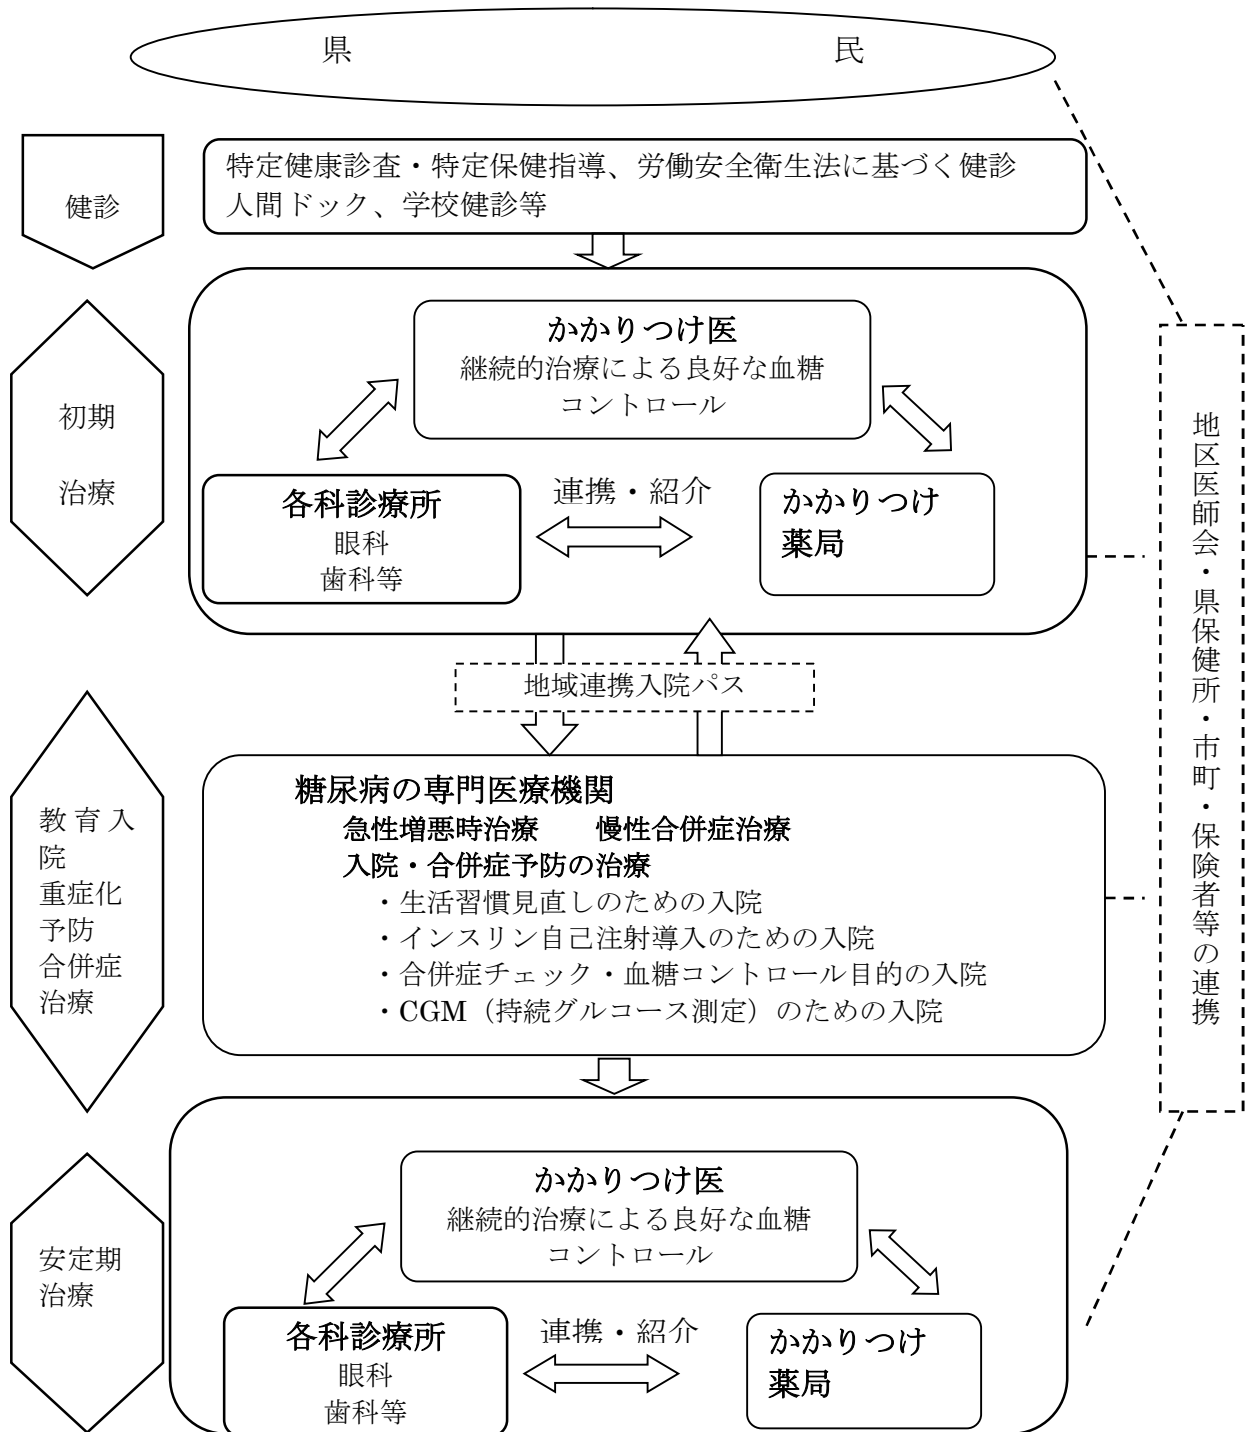 県 民
健診
特定健康診査・特定保健指導、労働安全衛生法に基づく健診
人間ドック、学校健診等
初期
治療
かかりつけ医
継続的治療による良好な血糖
コントロール
各科診療所
眼科
歯科等
連携・紹介
かかりつけ
薬局
地域連携入院パス
教育入
院
重症化
予防
合併症
治療
糖尿病の専門医療機関
急性増悪時治療 慢性合併症治療
入院・合併症予防の治療
・生活習慣見直しのための入院
・インスリン自己注射導入のための入院
・合併症チェック・血糖コントロール目的の入院
・CGM（持続グルコース測定）のための入院
安定期
治療
かかりつけ医
継続的治療による良好な血糖
コントロール
各科診療所
眼科
歯科等
連携・紹介
かかりつけ
薬局
地区医師会・県保健所・市町・保険者等の連携